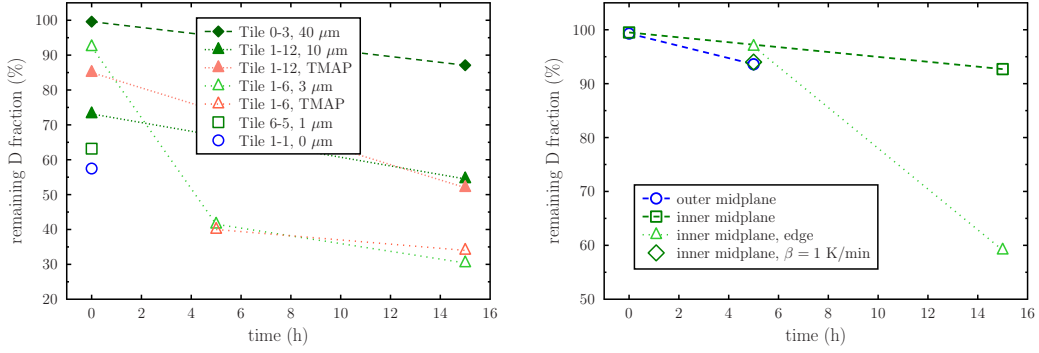 100
90
80
70
60
50
40
30
20
remaining D fraction (%)
0 2 4 6 8 10 12 14 16
time (h)
Tile 0-3, 40 μm
Tile 1-12, 10 μm
Tile 1-12, TMAP
Tile 1-6, 3 μm
Tile 1-6, TMAP
Tile 6-5, 1 μm
Tile 1-1, 0 μm
100
90
80
70
60
50
remaining D fraction (%)
0 2 4 6 8 10 12 14 16
time (h)
outer midplane
inner midplane
inner midplane, edge
inner midplane, β = 1 K/min